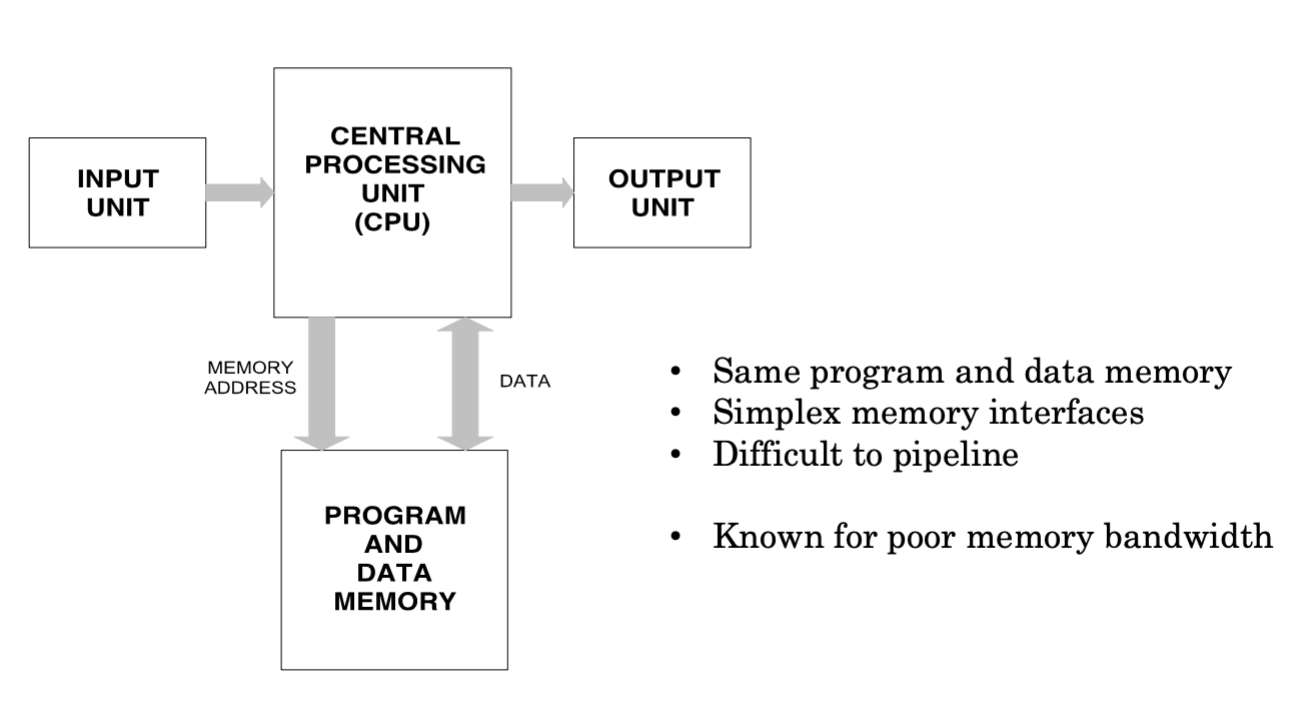 CENTRAL
PROCESSING
UNIT
(CPU)
INPUT
UNIT
OUTPUT
UNIT
MEMORY
ADDRESS
DATA
PROGRAM
AND
DATA
MEMORY
• Same program and data memory
• Simplex memory interfaces
• Difficult to pipeline
• Known for poor memory bandwidth